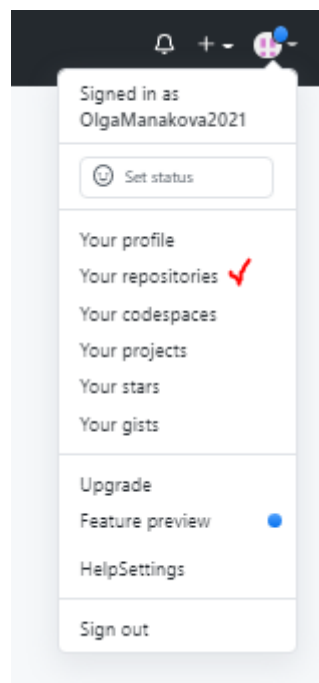 Signed in as
OlgaManakova2021
Set status
Your profile
Your repositories
Your codespaces
Your projects
Your stars
Your gists
Upgrade
Feature preview
HelpSettings
Sign out